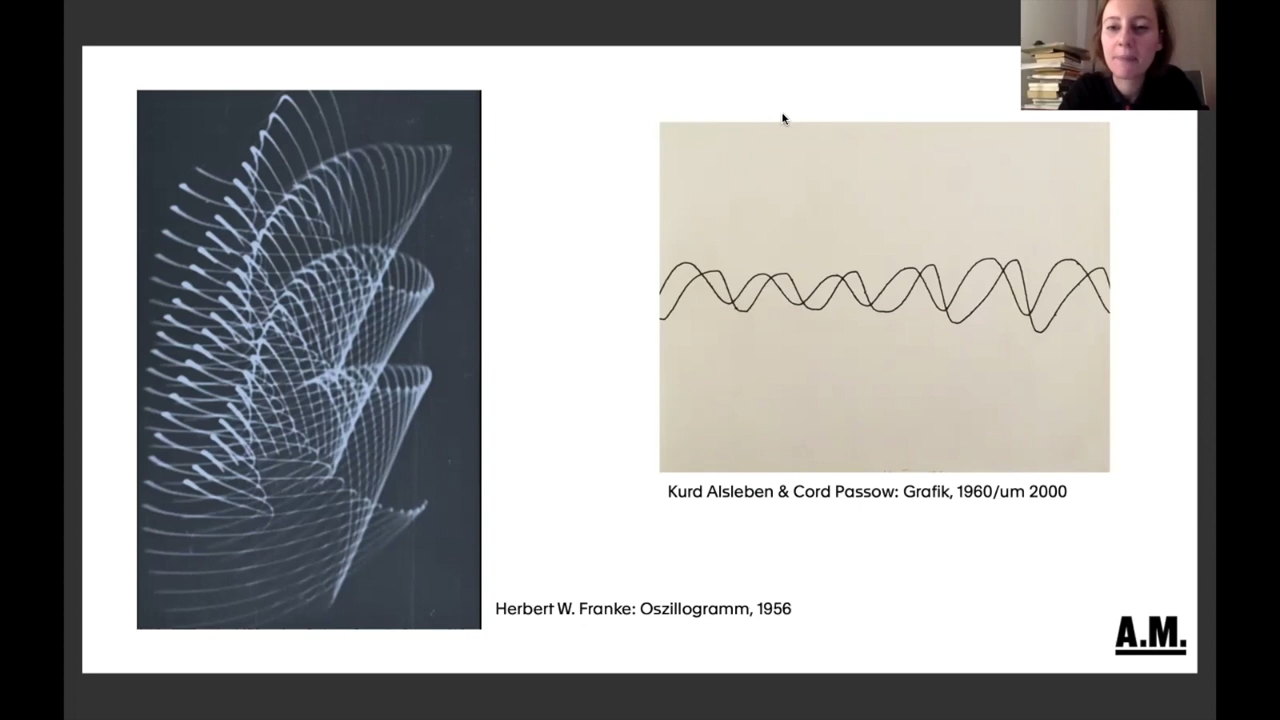 Kurd Alsleben & Cord Passow: Grafik, 1960/um 2000
Herbert W. Franke: Oszillogramm, 1956
A.M.